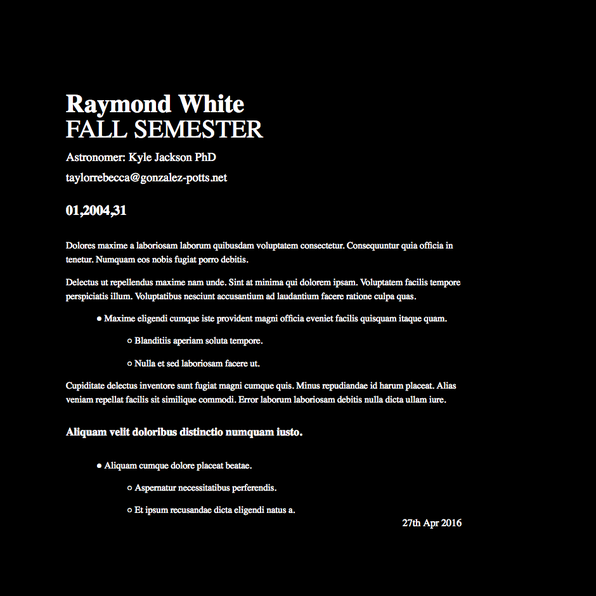 Raymond White
FALL SEMESTER
Astronomer: Kyle Jackson PhD
taylorrebecca@gonzalez-potts.net
01,2004,31
Dolores maxime a laboriosam laborum quibusdam voluptatem consectetur. Consequuntur quia officia in
tenetur. Numquam eos nobis fugiat porro debitis.
Delectus ut repellendus maxime nam unde. Sint at minima qui dolorem ipsam. Voluptatem facilis tempore
perspiciatis illum. Voluptatibus nesciunt accusantium ad laudantium facere ratione culpa quas.
Maxime eligendi cumque iste provident magni officia eveniet facilis quisquam itaque quam.
Blanditiis aperiam soluta tempore.
Nulla et sed laboriosam facere ut.
Cupiditate delectus inventore sunt fugiat magni cumque quis. Minus repudiandae id harum placeat. Alias
veniam repellat facilis sit similique commodi. Error laborum laboriosam debitis nulla dicta ullam iure.
Aliquam velit doloribus distinctio numquam iusto.
Aliquam cumque dolore placeat beatae.
Aspernatur necessitatibus perferendis.
Et ipsum recusandae dicta eligendi natus a.
27th Apr 2016